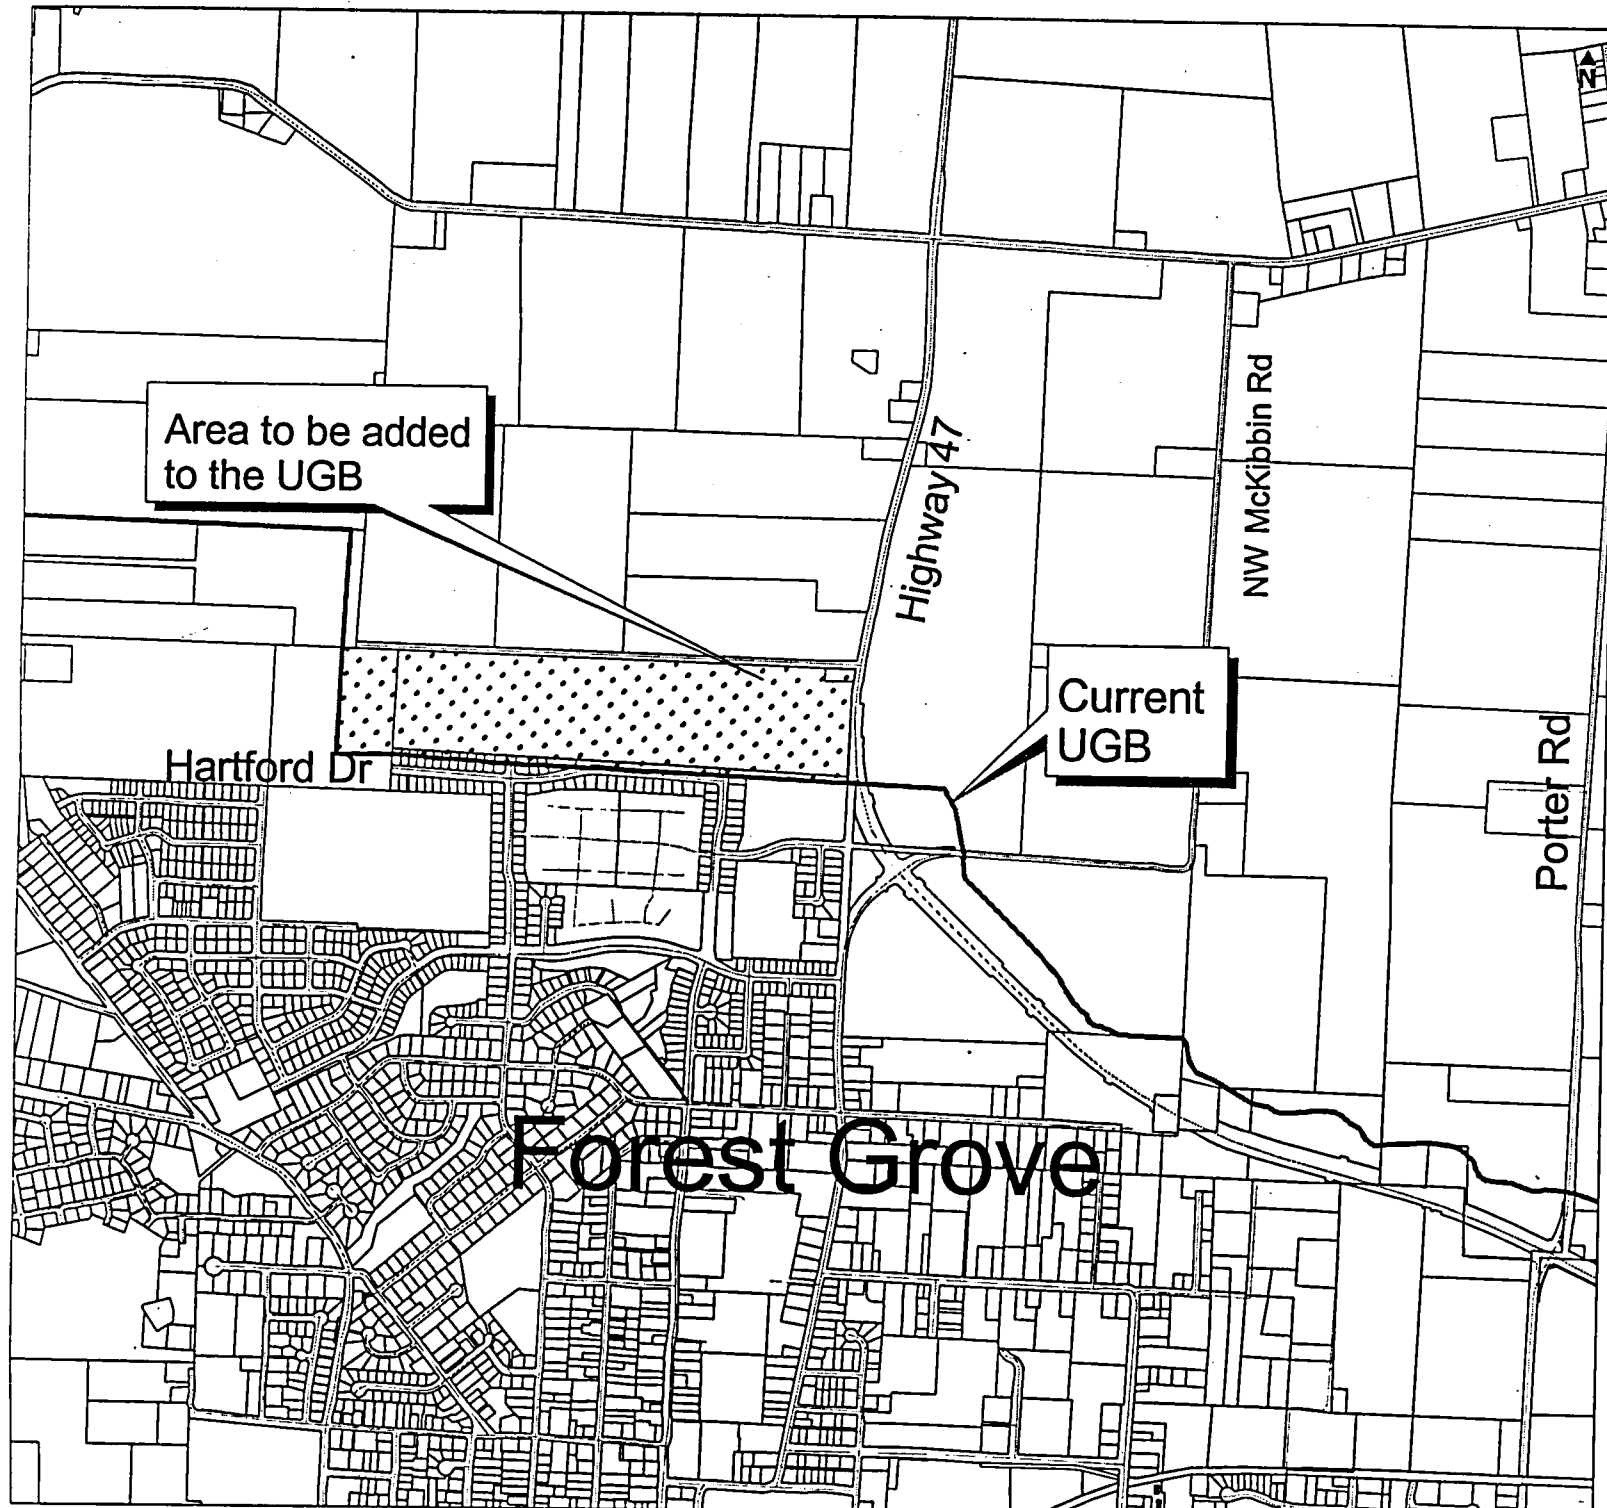 N
Area to be added
to the UGB
Highway 47
NW McKibbin Rd
Current
UGB
Hartford Dr
Porter Rd
Forest Grove